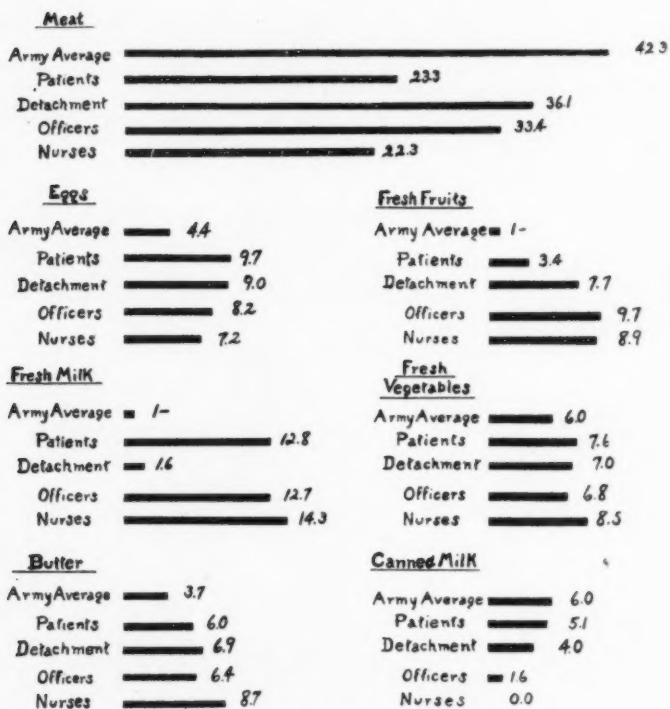 Meat
Army Average 42.3
Patients 23.3
Detachment 36.1
Officers 33.4
Nurses 22.3
Eggs
Army Average 4.4
Patients 9.7
Detachment 9.0
Officers 8.2
Nurses 7.2
Fresh Fruits
Army Average 1-
Patients 3.4
Detachment 7.7
Officers 9.7
Nurses 8.9
Fresh Milk
Army Average 1-
Patients 12.8
Detachment 1.6
Officers 12.7
Nurses 14.3
Fresh
Vegetables
Army Average 6.0
Patients 7.6
Detachment 7.0
Officers 6.8
Nurses 8.5
Butter
Army Average 3.7
Patients 6.0
Detachment 6.9
Officers 6.4
Nurses 8.7
Canned Milk
Army Average 6.0
Patients 5.1
Detachment 4.0
Officers 1.6
Nurses 0.0